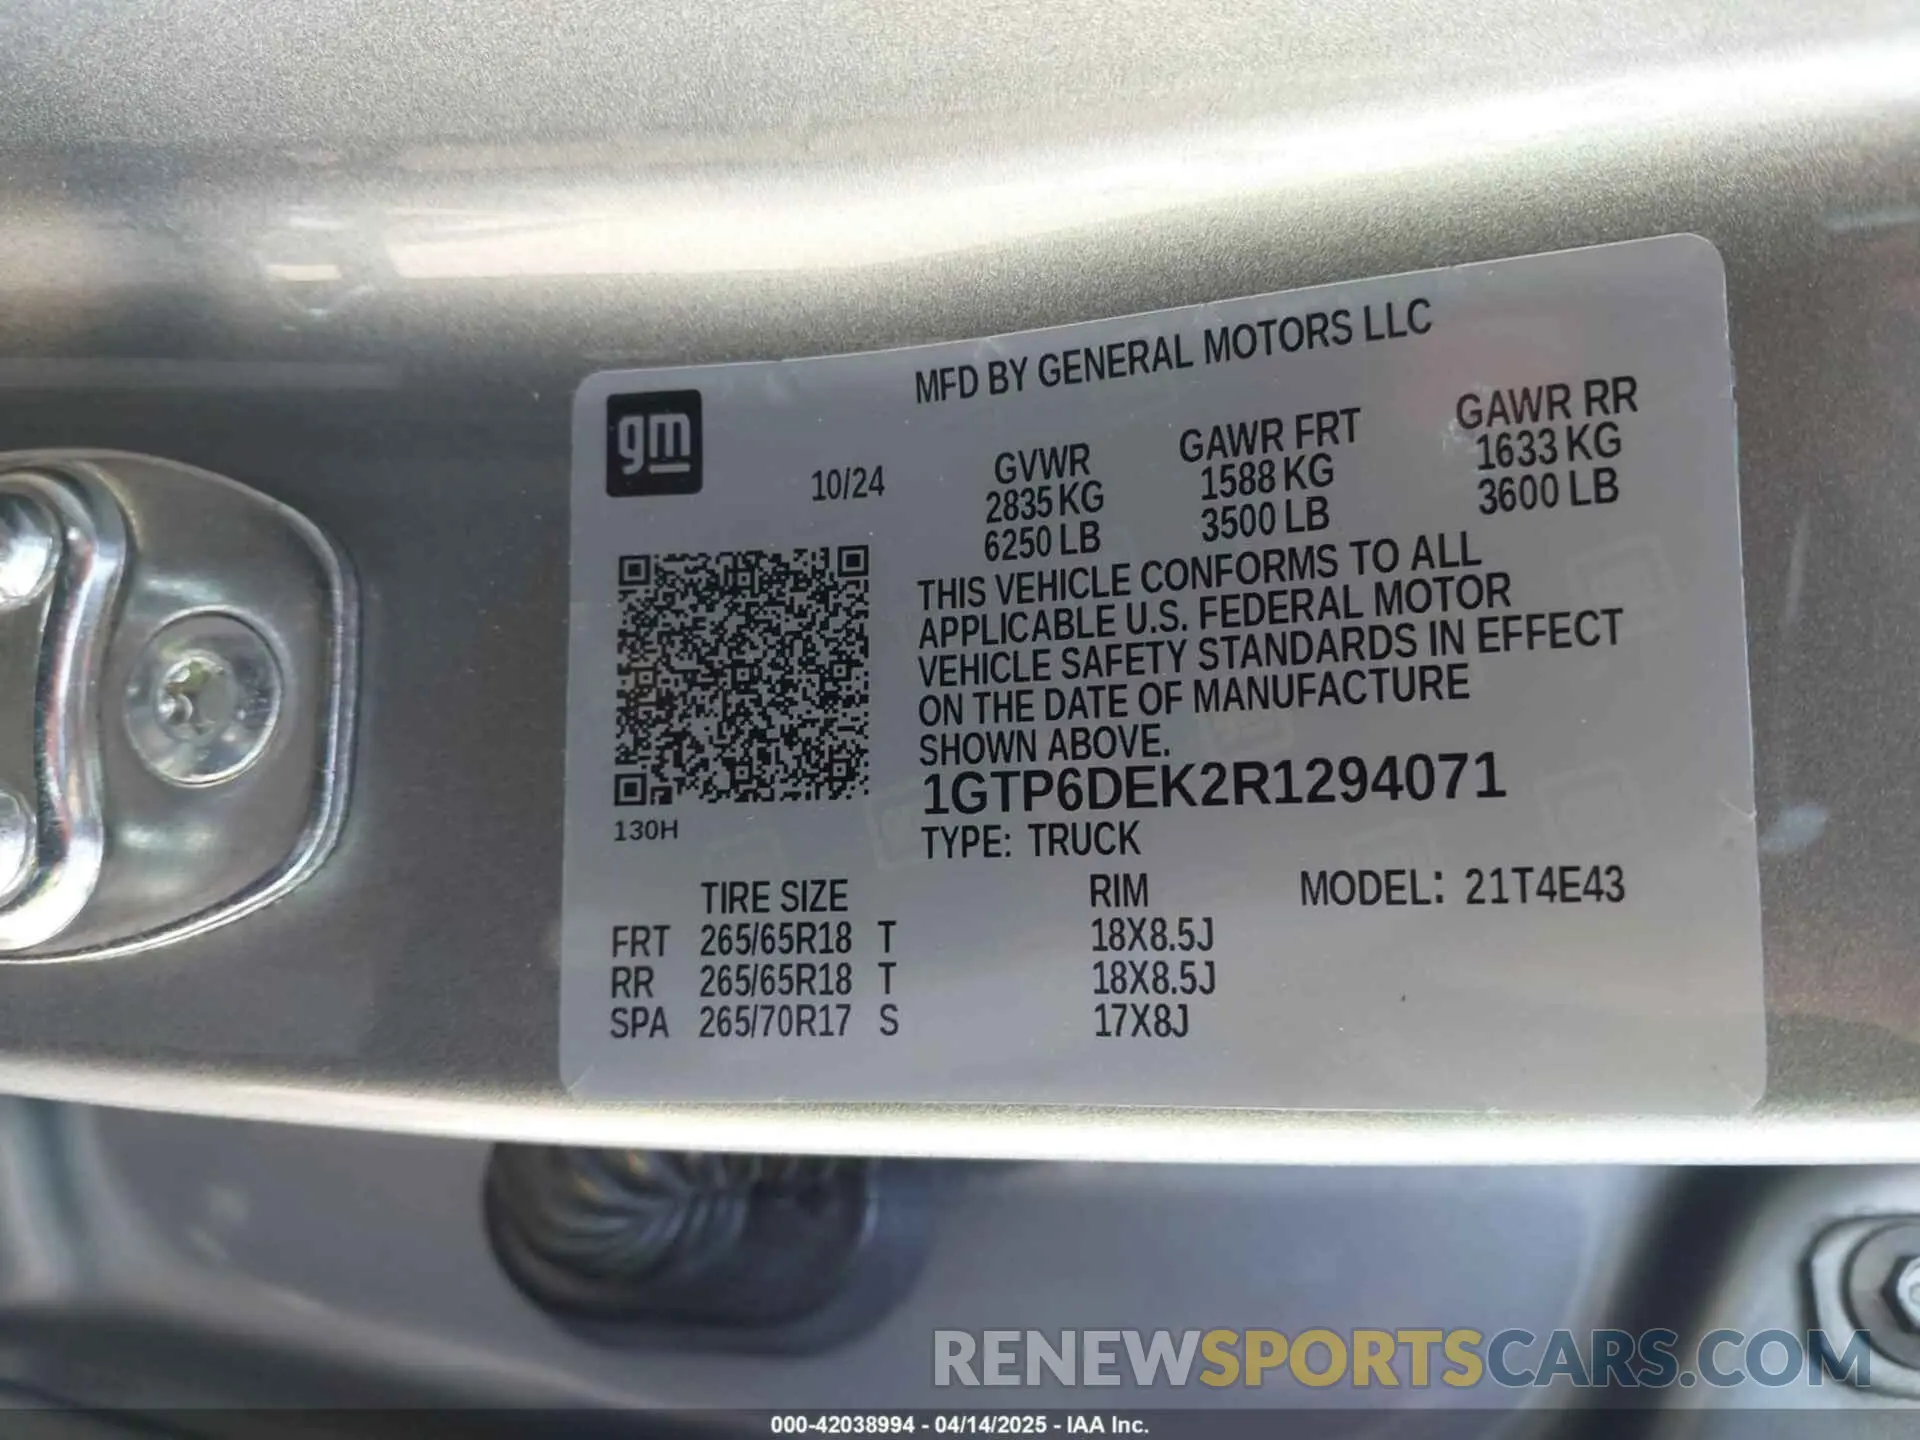 MFD BY GENERAL MOTORS LLC
gm
10/24
GVWR GAWR FRT GAWR RR
2835 KG 1588 KG 1633 KG
6250 LB 3500 LB 3600 LB
THIS VEHICLE CONFORMS TO ALL
APPLICABLE U.S. FEDERAL MOTOR
VEHICLE SAFETY STANDARDS IN EFFECT
ON THE DATE OF MANUFACTURE
SHOWN ABOVE.
1GTP6DEK2R1294071
130H
TYPE: TRUCK
TIRE SIZE RIM MODEL: 21T4E43
FRT 265/65R18 T 18X8.5J
RR 265/65R18 T 18X8.5J
SPA 265/70R17 S 17X8J
RENEWSPORTSCARS.COM
000-42038994 - 04/14/2025 - IAA Inc.